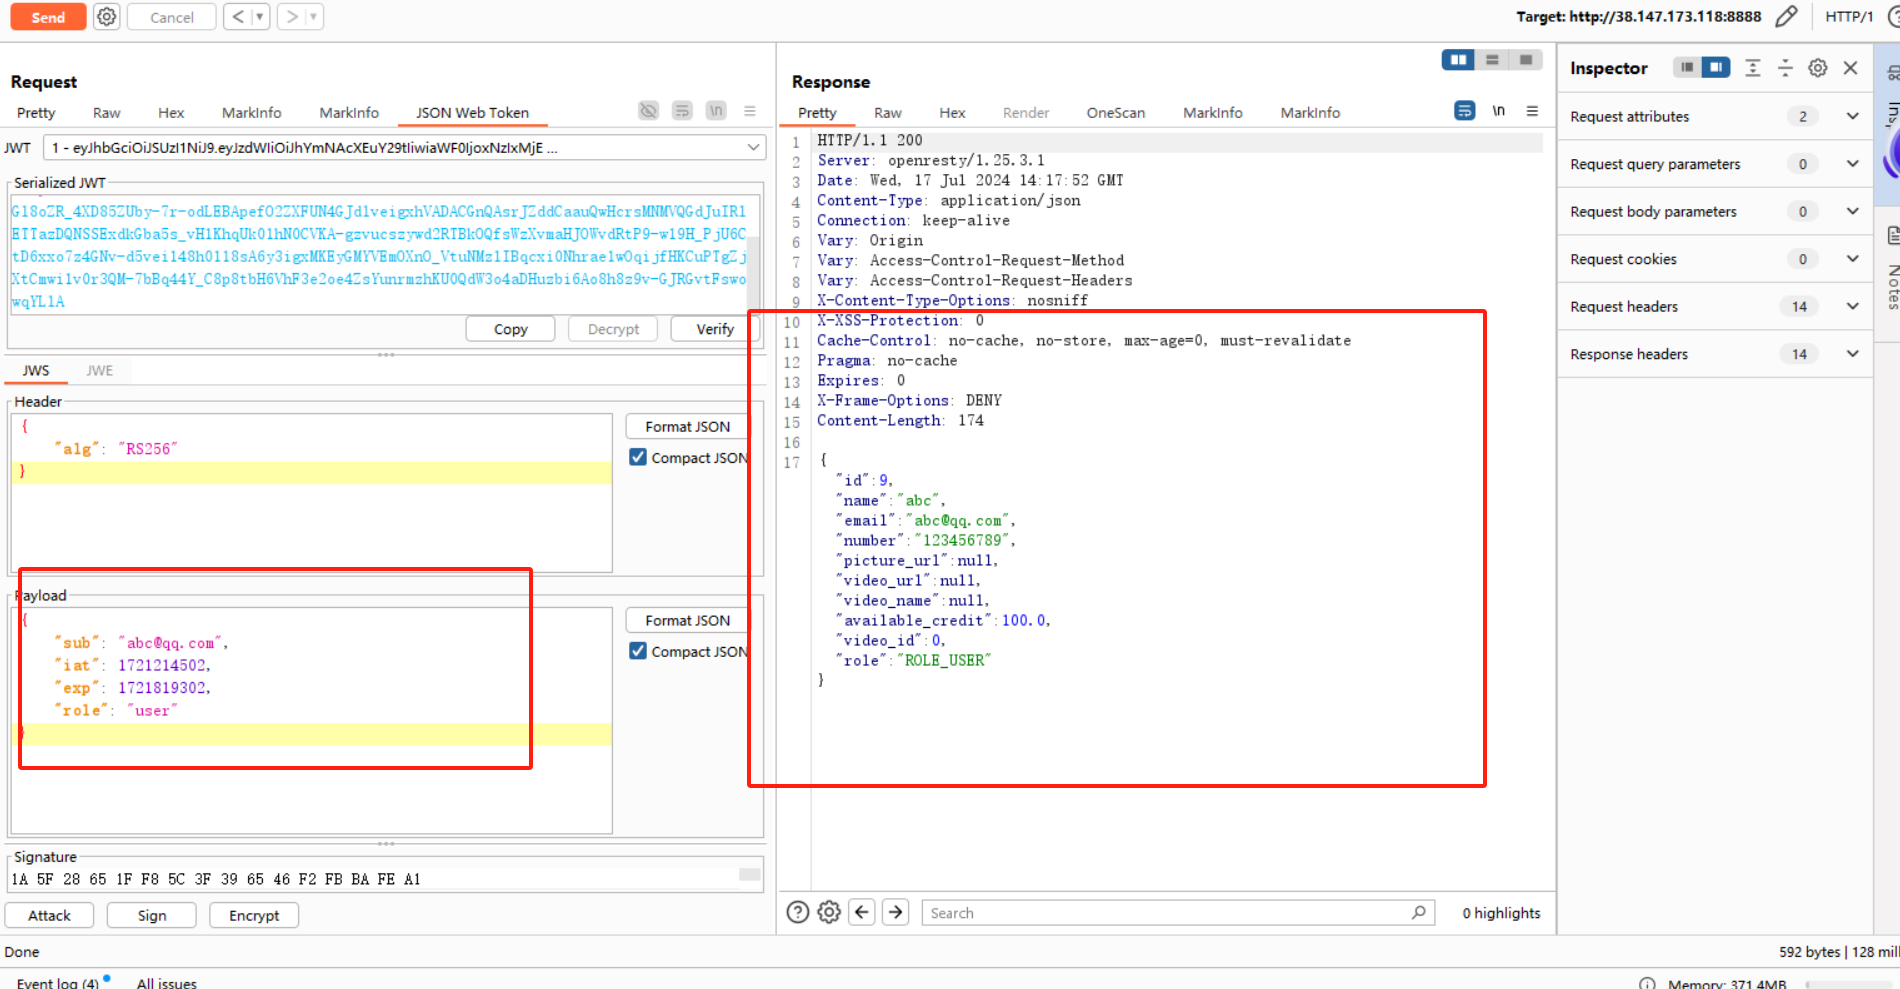 Send
Cancel
Target: http://38.147.173.118:8888
HTTP/1
Request
Pretty
Raw
Hex
MarkInfo
MarkInfo
JSON Web Token
\n
JWT
1 - eyJhbGciOiJSUzI1NiJ9.eyJzdWIiOiJhYmNAcXEuY29tIiwiaWF0IjoxNzIxMjE ...
Serialized JWT
G18oZR_4XD85ZUby-7r-odLEBApefO2ZXFUN4GJd1veigxhVADACGnQAsrJZddCaauQwHcrsMNMVQGdJuIR1
ETTazDQNSSExdkGba5s_vH1KhqUk01hN0CVKA-gzvucszywd2RTBkOQfsWzXvmaHJOWvdRtP9-w19H_PjU6C
tD6xxo7z4GNv-d5vei148h0118sA6y3igxMKEyGMYVEmOXnO_VtuNMz1IBqcxi0Nhrae1wOqijfHKCuPTgZj
XtCmwi1v0r3QM-7bBq44Y_C8p8tbH6VhF3e2oe4ZsYunrmzhKU0QdW3o4aDHuzbi6Ao8h8z9v-GJRGvtFswo
wqYL1A
Copy
Decrypt
Verify
JWS
JWE
Header
{
"alg": "RS256"
}
Format JSON
Compact JSON
Payload
{
"sub": "abc@qq.com",
"iat": 1721214502,
"exp": 1721819302,
"role": "user"
}
Format JSON
Compact JSON
Signature
1A 5F 28 65 1F F8 5C 3F 39 65 46 F2 FB BA FE A1
Attack
Sign
Encrypt
Response
Pretty
Raw
Hex
Render
OneScan
MarkInfo
MarkInfo
\n
1 HTTP/1.1 200
2 Server: openresty/1.25.3.1
3 Date: Wed, 17 Jul 2024 14:17:52 GMT
4 Content-Type: application/json
5 Connection: keep-alive
6 Vary: Origin
7 Vary: Access-Control-Request-Method
8 Vary: Access-Control-Request-Headers
9 X-Content-Type-Options: nosniff
10 X-XSS-Protection: 0
11 Cache-Control: no-cache, no-store, max-age=0, must-revalidate
12 Pragma: no-cache
13 Expires: 0
14 X-Frame-Options: DENY
15 Content-Length: 174
16
17 {
"id":9,
"name":"abc",
"email":"abc@qq.com",
"number":"123456789",
"picture_url":null,
"video_url":null,
"video_name":null,
"available_credit":100.0,
"video_id":0,
"role":"ROLE_USER"
}
Search
0 highlights
Inspector
Request attributes 2
Request query parameters 0
Request body parameters 0
Request cookies 0
Request headers 14
Response headers 14
Notes
Done
592 bytes | 128 mill
Event log (4)
All issues
Memory: 371.4MB